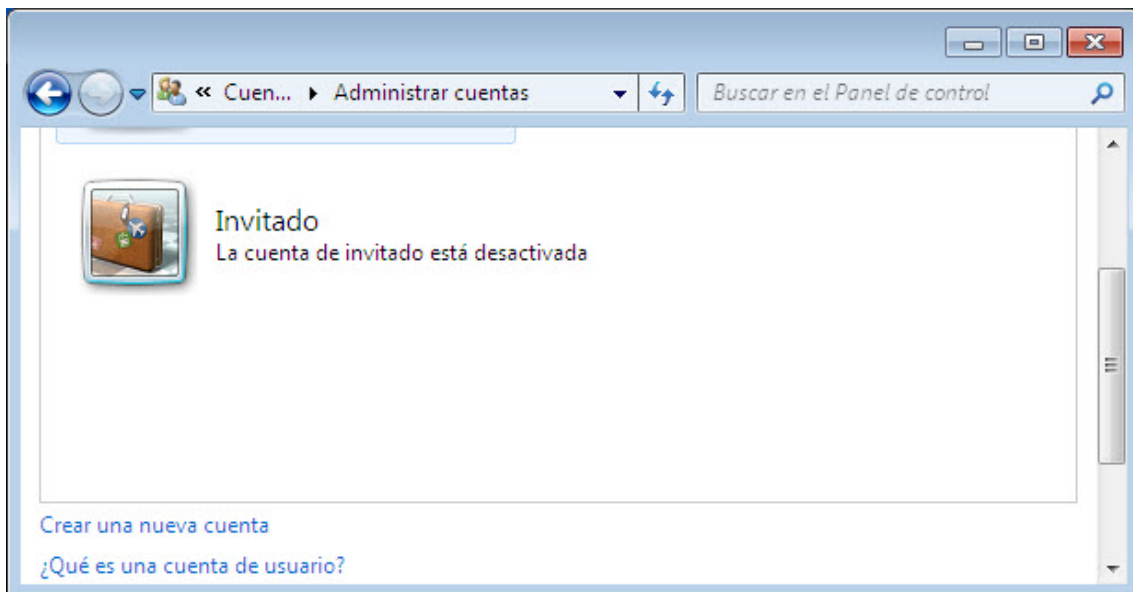 « Cuen... ▸ Administrar cuentas
Buscar en el Panel de control
Invitado
La cuenta de invitado está desactivada
Crear una nueva cuenta
¿Qué es una cuenta de usuario?